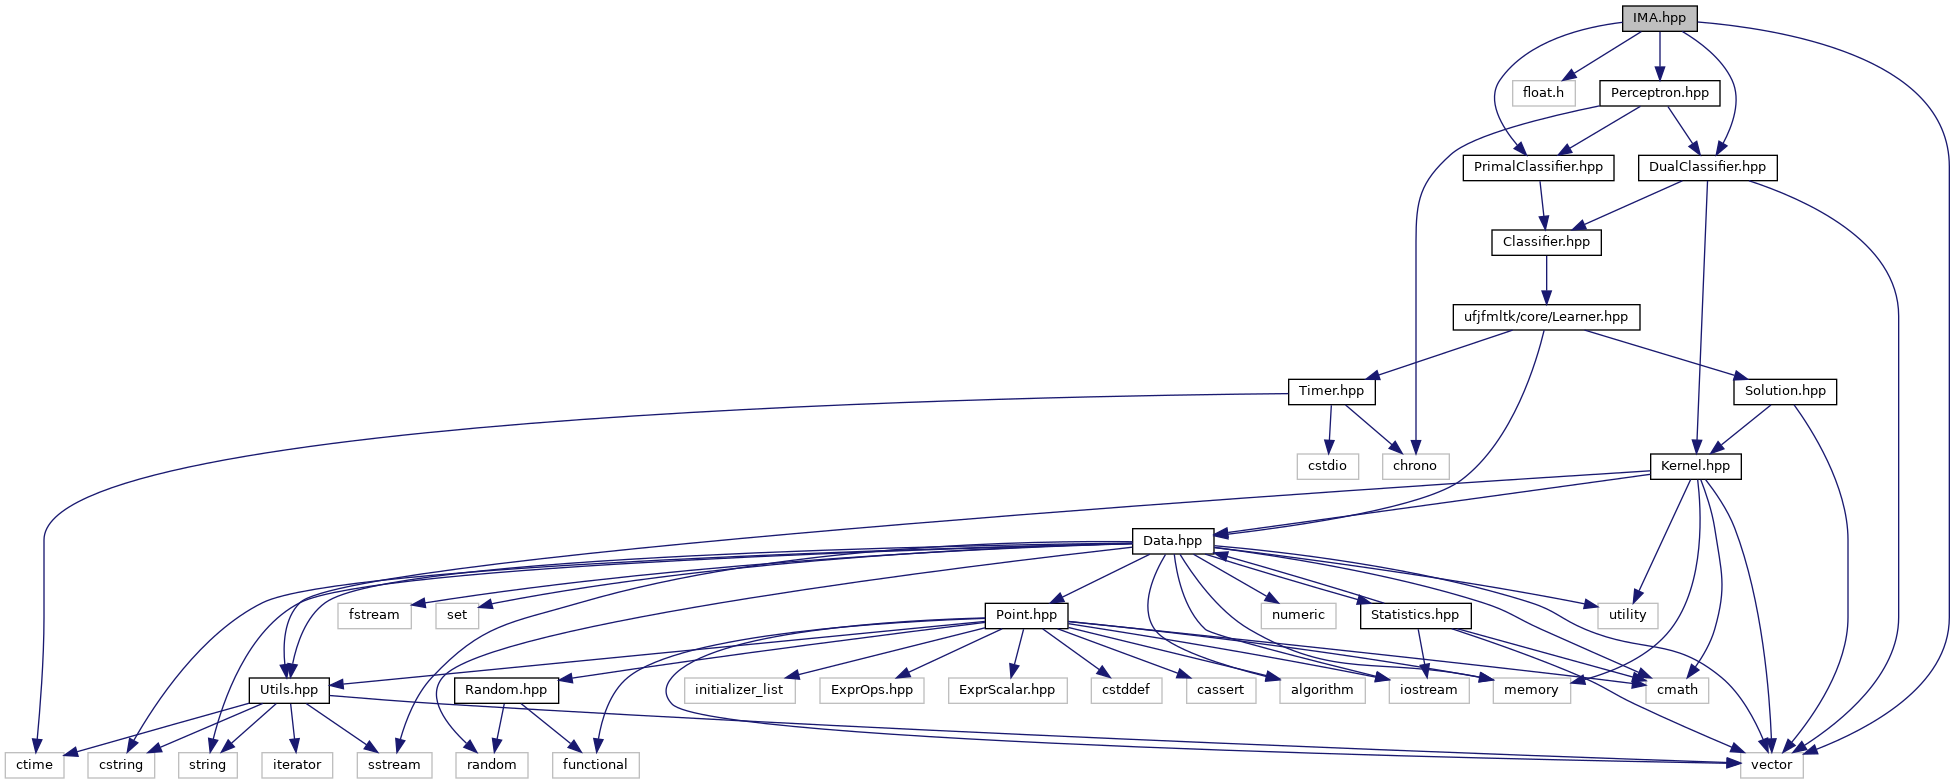 IMA.hpp
float.h
Perceptron.hpp
PrimalClassifier.hpp
DualClassifier.hpp
Classifier.hpp
ufjfmltk/core/Learner.hpp
Timer.hpp
Solution.hpp
cstdio
chrono
Kernel.hpp
Data.hpp
fstream
set
Point.hpp
numeric
Statistics.hpp
utility
Utils.hpp
Random.hpp
initializer_list
ExprOps.hpp
ExprScalar.hpp
cstddef
cassert
algorithm
iostream
memory
cmath
ctime
cstring
string
iterator
sstream
random
functional
vector